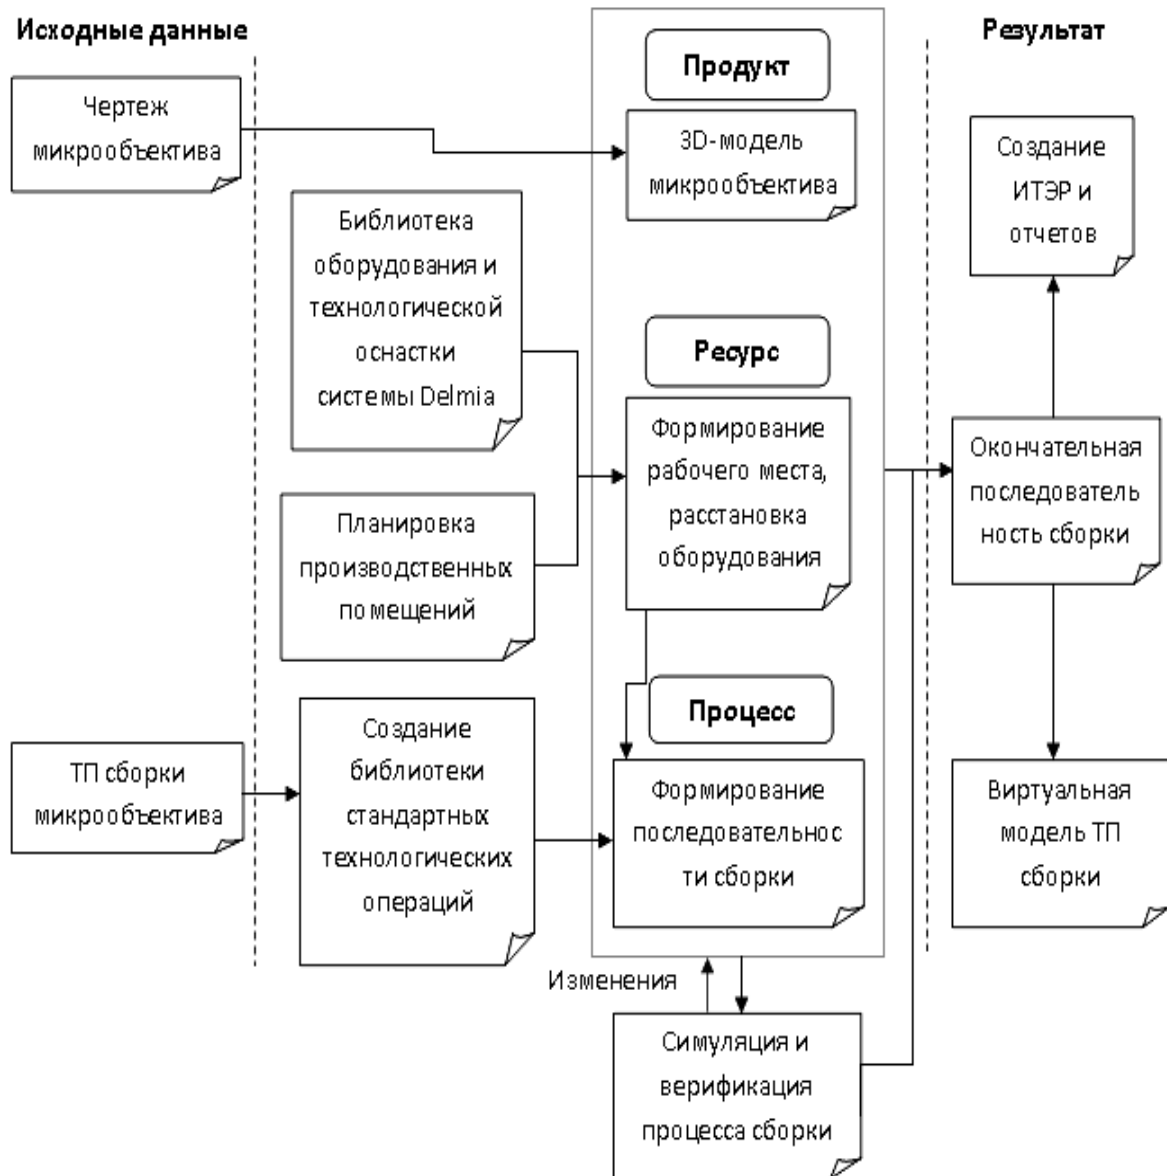 Исходные данные
Результат
Продукт
Чертеж
микрообъектива
3D-модель
микрообъектива
Создание
ИТЭР и
отчетов
Библиотека
оборудования и
технологической
оснастки
системы Delmia
Ресурс
Формирование
рабочего места,
расстановка
оборудования
Окончательная
последователь
ность сборки
Планировка
производственных
помещений
Процесс
ТП сборки
микрообъектива
Создание
библиотеки
стандартных
технологических
операций
Формирование
последовательнос
ти сборки
Виртуальная
модель ТП
сборки
Изменения
Симуляция и
верификация
процесса сборки